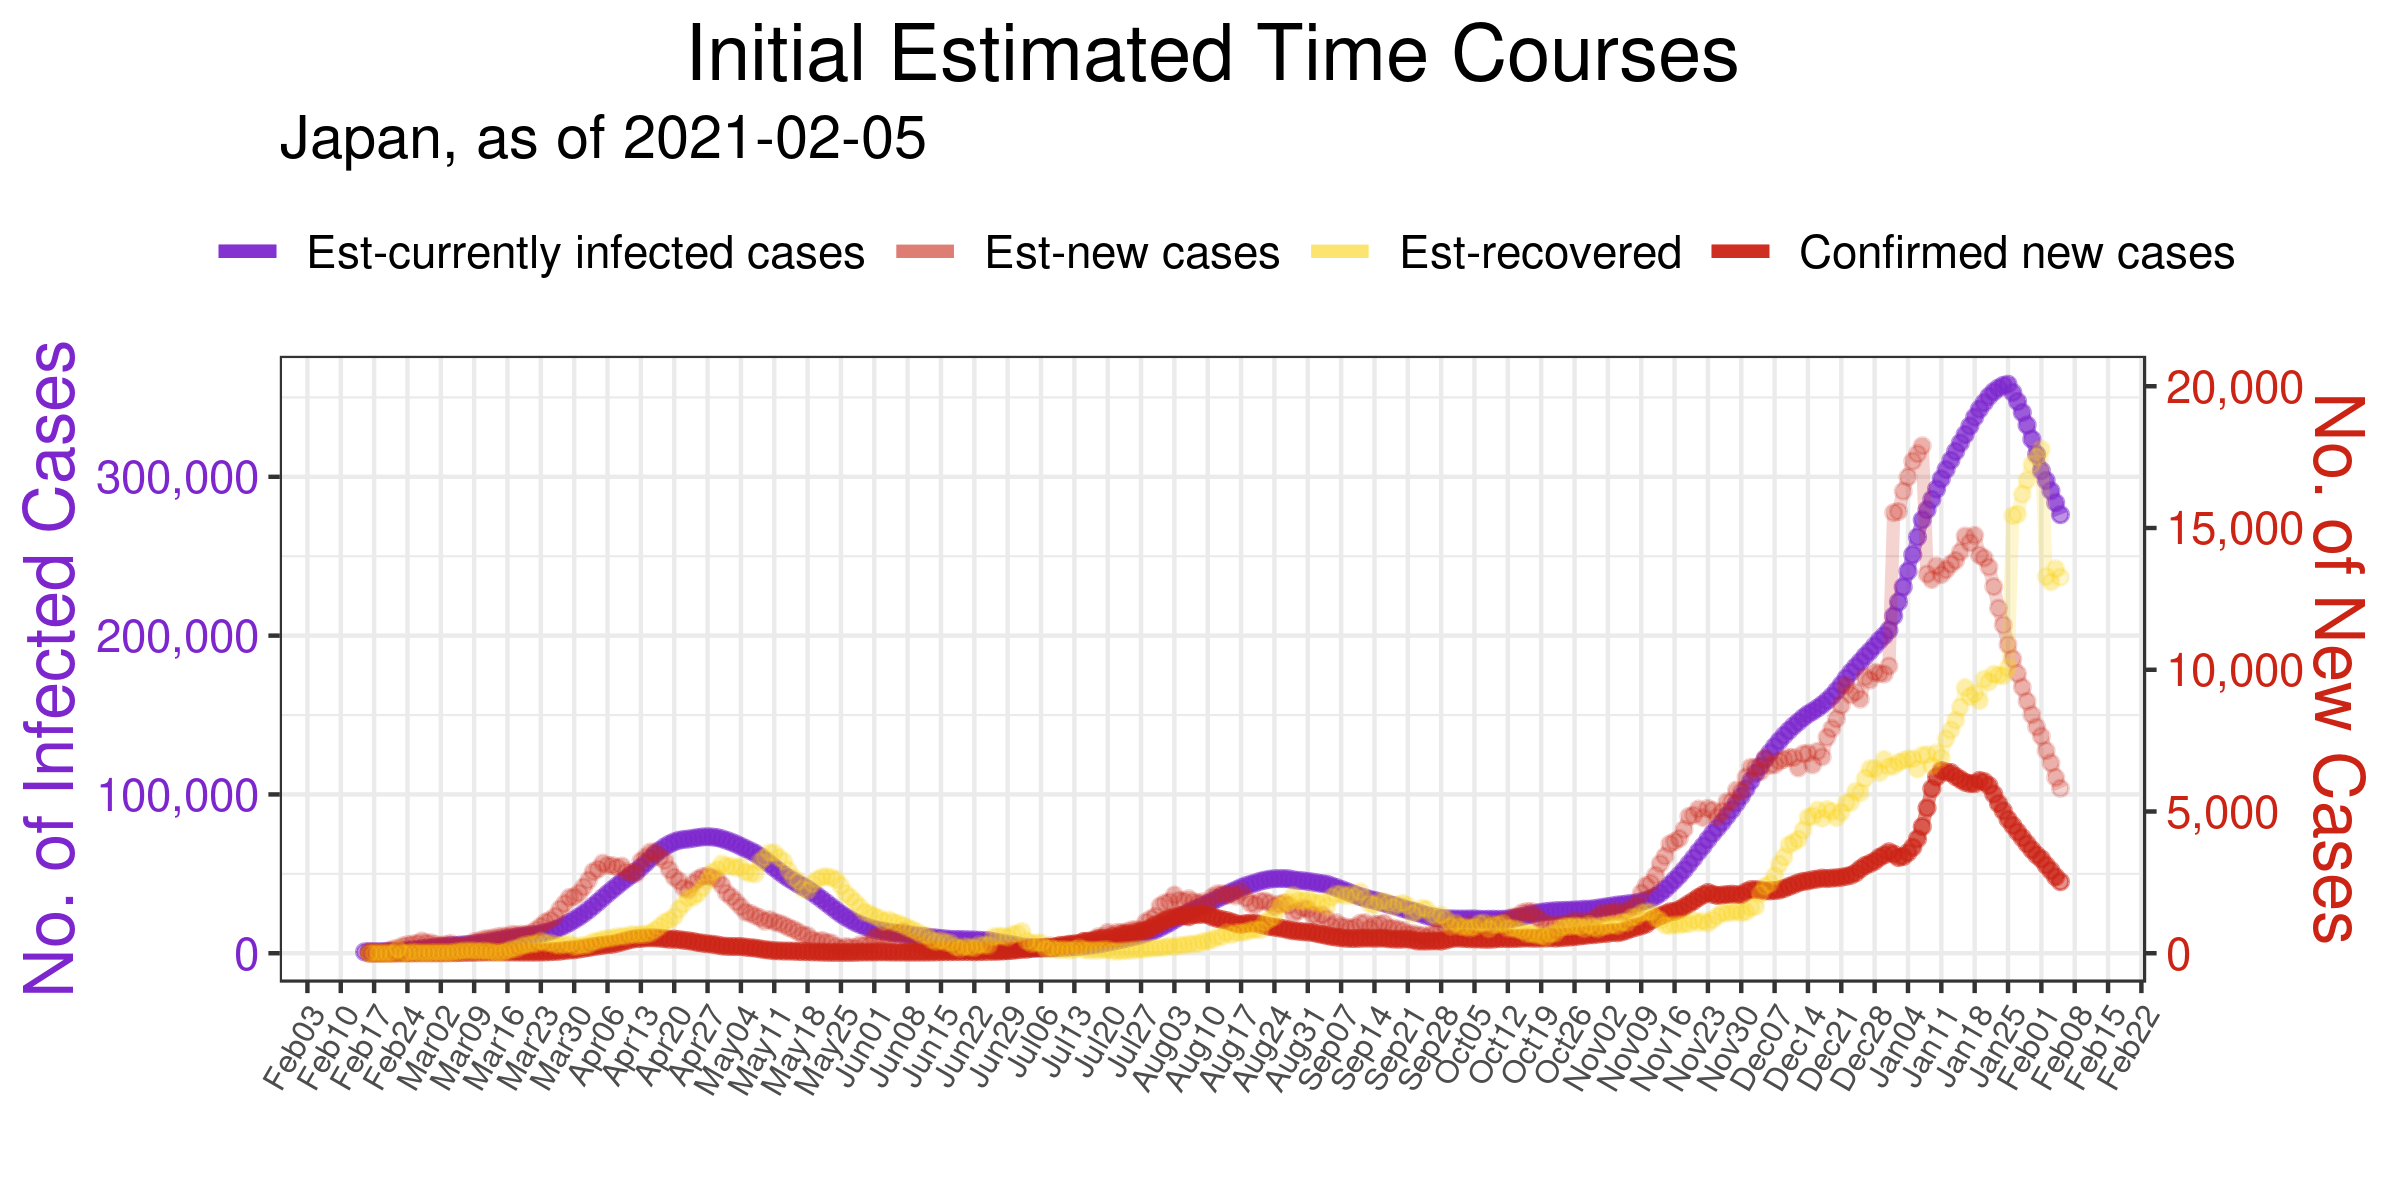 Initial Estimated Time Courses
Japan, as of 2021-02-05
Est-currently infected cases Est-new cases Est-recovered Confirmed new cases
No. of Infected Cases
300,000
200,000
100,000
0
20,000
15,000
10,000
5,000
0
No. of New Cases
Feb03 Feb10 Feb17 Feb24 Mar02 Mar09 Mar16 Mar23 Mar30 Apr06 Apr13 Apr20 Apr27 May04 May11 May18 May25 Jun01 Jun08 Jun15 Jun22 Jun29 Jul06 Jul13 Jul20 Jul27 Aug03 Aug10 Aug17 Aug24 Aug31 Sep07 Sep14 Sep21 Sep28 Oct05 Oct12 Oct19 Oct26 Nov02 Nov09 Nov16 Nov23 Nov30 Dec07 Dec14 Dec21 Dec28 Dec04 Jan11 Jan18 Jan25 Jan01 Feb08 Feb15 Feb22